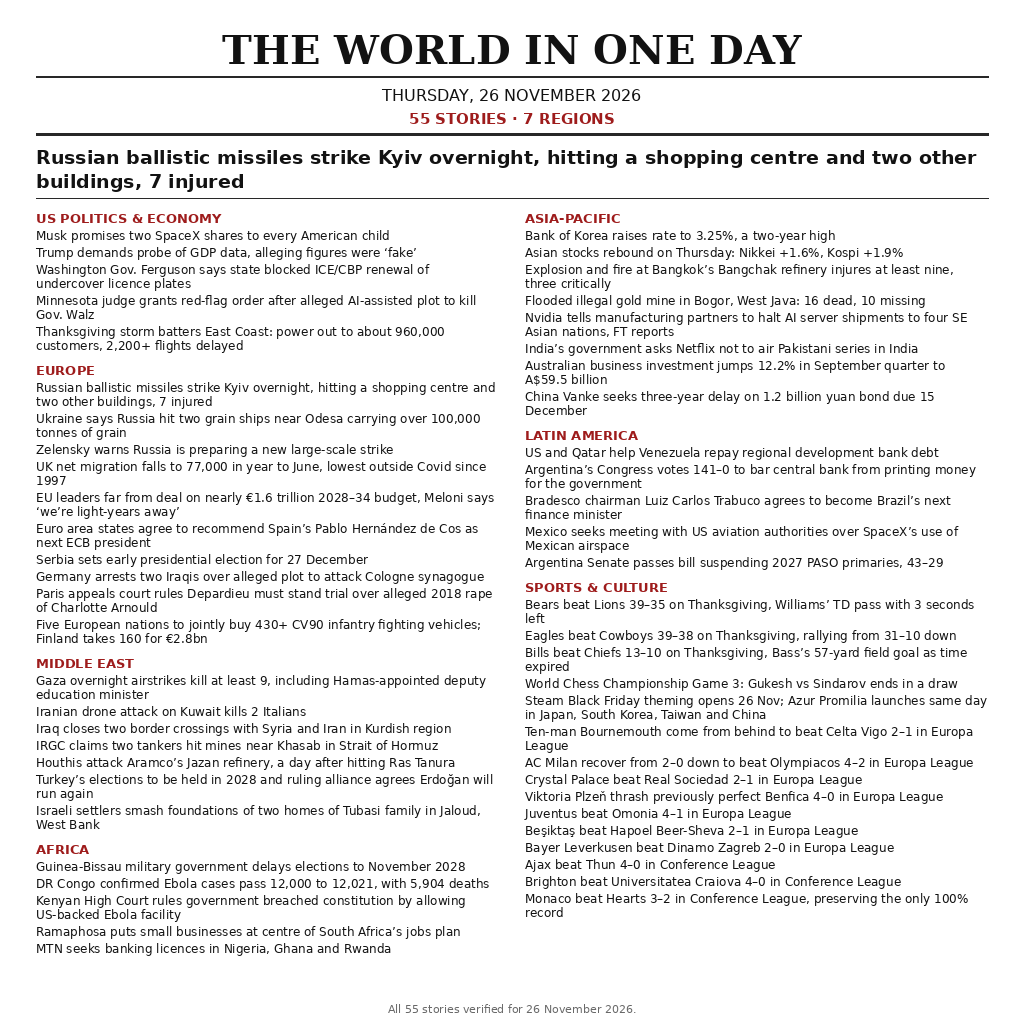 THE WORLD IN ONE DAY
THURSDAY, 26 NOVEMBER 2026
55 STORIES · 7 REGIONS
Russian ballistic missiles strike Kyiv overnight, hitting a shopping centre and two other
buildings, 7 injured
US POLITICS & ECONOMY
Musk promises two SpaceX shares to every American child
Trump demands probe of GDP data, alleging figures were ‘fake’
Washington Gov. Ferguson says state blocked ICE/CBP renewal of
undercover licence plates
Minnesota judge grants red-flag order after alleged AI-assisted plot to kill
Gov. Walz
Thanksgiving storm batters East Coast: power out to about 960,000
customers, 2,200+ flights delayed
EUROPE
Russian ballistic missiles strike Kyiv overnight, hitting a shopping centre and
two other buildings, 7 injured
Ukraine says Russia hit two grain ships near Odesa carrying over 100,000
tonnes of grain
Zelensky warns Russia is preparing a new large-scale strike
UK net migration falls to 77,000 in year to June, lowest outside Covid since
1997
EU leaders far from deal on nearly €1.6 trillion 2028–34 budget, Meloni says
‘we’re light-years away’
Euro area states agree to recommend Spain’s Pablo Hernández de Cos as
next ECB president
Serbia sets early presidential election for 27 December
Germany arrests two Iraqis over alleged plot to attack Cologne synagogue
Paris appeals court rules Depardieu must stand trial over alleged 2018 rape
of Charlotte Arnould
Five European nations to jointly buy 430+ CV90 infantry fighting vehicles;
Finland takes 160 for €2.8bn
MIDDLE EAST
Gaza overnight airstrikes kill at least 9, including Hamas-appointed deputy
education minister
Iranian drone attack on Kuwait kills 2 Italians
Iraq closes two border crossings with Syria and Iran in Kurdish region
IRGC claims two tankers hit mines near Khasab in Strait of Hormuz
Houthis attack Aramco’s Jazan refinery, a day after hitting Ras Tanura
Turkey’s elections to be held in 2028 and ruling alliance agrees Erdoğan will
run again
Israeli settlers smash foundations of two homes of Tubasi family in Jaloud,
West Bank
AFRICA
Guinea-Bissau military government delays elections to November 2028
DR Congo confirmed Ebola cases pass 12,000 to 12,021, with 5,904 deaths
Kenyan High Court rules government breached constitution by allowing
US-backed Ebola facility
Ramaphosa puts small businesses at centre of South Africa’s jobs plan
MTN seeks banking licences in Nigeria, Ghana and Rwanda
ASIA-PACIFIC
Bank of Korea raises rate to 3.25%, a two-year high
Asian stocks rebound on Thursday: Nikkei +1.6%, Kospi +1.9%
Explosion and fire at Bangkok’s Bangchak refinery injures at least nine,
three critically
Flooded illegal gold mine in Bogor, West Java: 16 dead, 10 missing
Nvidia tells manufacturing partners to halt AI server shipments to four SE
Asian nations, FT reports
India’s government asks Netflix not to air Pakistani series in India
Australian business investment jumps 12.2% in September quarter to
A$59.5 billion
China Vanke seeks three-year delay on 1.2 billion yuan bond due 15
December
LATIN AMERICA
US and Qatar help Venezuela repay regional development bank debt
Argentina’s Congress votes 141–0 to bar central bank from printing money
for the government
Bradesco chairman Luiz Carlos Trabuco agrees to become Brazil’s next
finance minister
Mexico seeks meeting with US aviation authorities over SpaceX’s use of
Mexican airspace
Argentina Senate passes bill suspending 2027 PASO primaries, 43–29
SPORTS & CULTURE
Bears beat Lions 39–35 on Thanksgiving, Williams’ TD pass with 3 seconds
left
Eagles beat Cowboys 39–38 on Thanksgiving, rallying from 31–10 down
Bills beat Chiefs 13–10 on Thanksgiving, Bass’s 57-yard field goal as time
expired
World Chess Championship Game 3: Gukesh vs Sindarov ends in a draw
Steam Black Friday theming opens 26 Nov; Azur Promilia launches same day
in Japan, South Korea, Taiwan and China
Ten-man Bournemouth come from behind to beat Celta Vigo 2–1 in Europa
League
AC Milan recover from 2–0 down to beat Olympiacos 4–2 in Europa League
Crystal Palace beat Real Sociedad 2–1 in Europa League
Viktoria Plzeň thrash previously perfect Benfica 4–0 in Europa League
Juventus beat Omonia 4–1 in Europa League
Beşiktaş beat Hapoel Beer-Sheva 2–1 in Europa League
Bayer Leverkusen beat Dinamo Zagreb 2–0 in Europa League
Ajax beat Thun 4–0 in Conference League
Brighton beat Universitatea Craiova 4–0 in Conference League
Monaco beat Hearts 3–2 in Conference League, preserving the only 100%
record
All 55 stories verified for 26 November 2026.